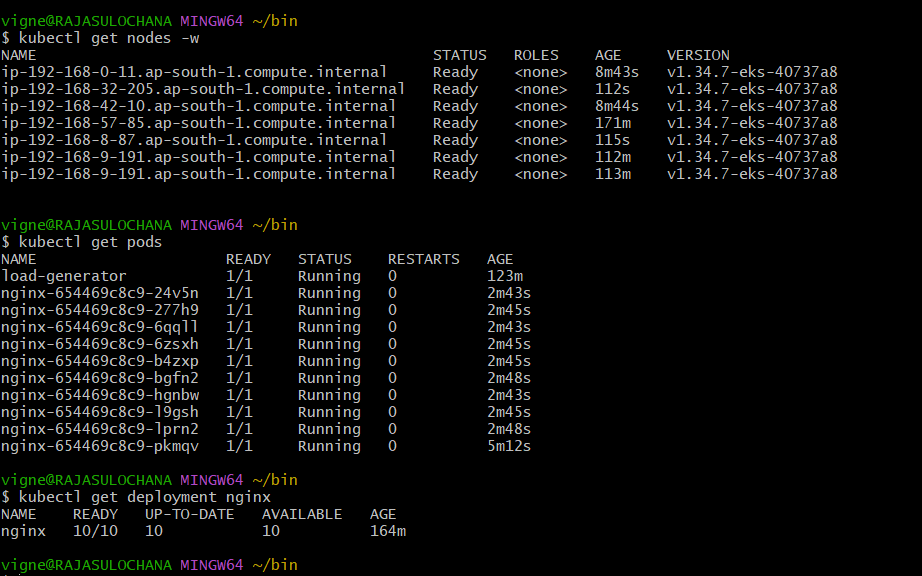 vigne@RAJASULOCHANA MINGW64 ~/bin
$ kubectl get nodes -w
NAME STATUS ROLES AGE VERSION
ip-192-168-0-11.ap-south-1.compute.internal Ready <none> 8m43s v1.34.7-eks-40737a8
ip-192-168-32-205.ap-south-1.compute.internal Ready <none> 112s v1.34.7-eks-40737a8
ip-192-168-42-10.ap-south-1.compute.internal Ready <none> 8m44s v1.34.7-eks-40737a8
ip-192-168-57-85.ap-south-1.compute.internal Ready <none> 171m v1.34.7-eks-40737a8
ip-192-168-8-87.ap-south-1.compute.internal Ready <none> 115s v1.34.7-eks-40737a8
ip-192-168-9-191.ap-south-1.compute.internal Ready <none> 112m v1.34.7-eks-40737a8
ip-192-168-9-191.ap-south-1.compute.internal Ready <none> 113m v1.34.7-eks-40737a8
vigne@RAJASULOCHANA MINGW64 ~/bin
$ kubectl get pods
NAME READY STATUS RESTARTS AGE
load-generator 1/1 Running 0 123m
nginx-654469c8c9-24v5n 1/1 Running 0 2m43s
nginx-654469c8c9-277h9 1/1 Running 0 2m45s
nginx-654469c8c9-6qqll 1/1 Running 0 2m43s
nginx-654469c8c9-6zsxh 1/1 Running 0 2m45s
nginx-654469c8c9-b4zxp 1/1 Running 0 2m45s
nginx-654469c8c9-bgfn2 1/1 Running 0 2m48s
nginx-654469c8c9-hgnbw 1/1 Running 0 2m43s
nginx-654469c8c9-l9gsh 1/1 Running 0 2m45s
nginx-654469c8c9-lprn2 1/1 Running 0 2m48s
nginx-654469c8c9-pkmqv 1/1 Running 0 5m12s
vigne@RAJASULOCHANA MINGW64 ~/bin
$ kubectl get deployment nginx
NAME READY UP-TO-DATE AVAILABLE AGE
nginx 10/10 10 10 164m
vigne@RAJASULOCHANA MINGW64 ~/bin